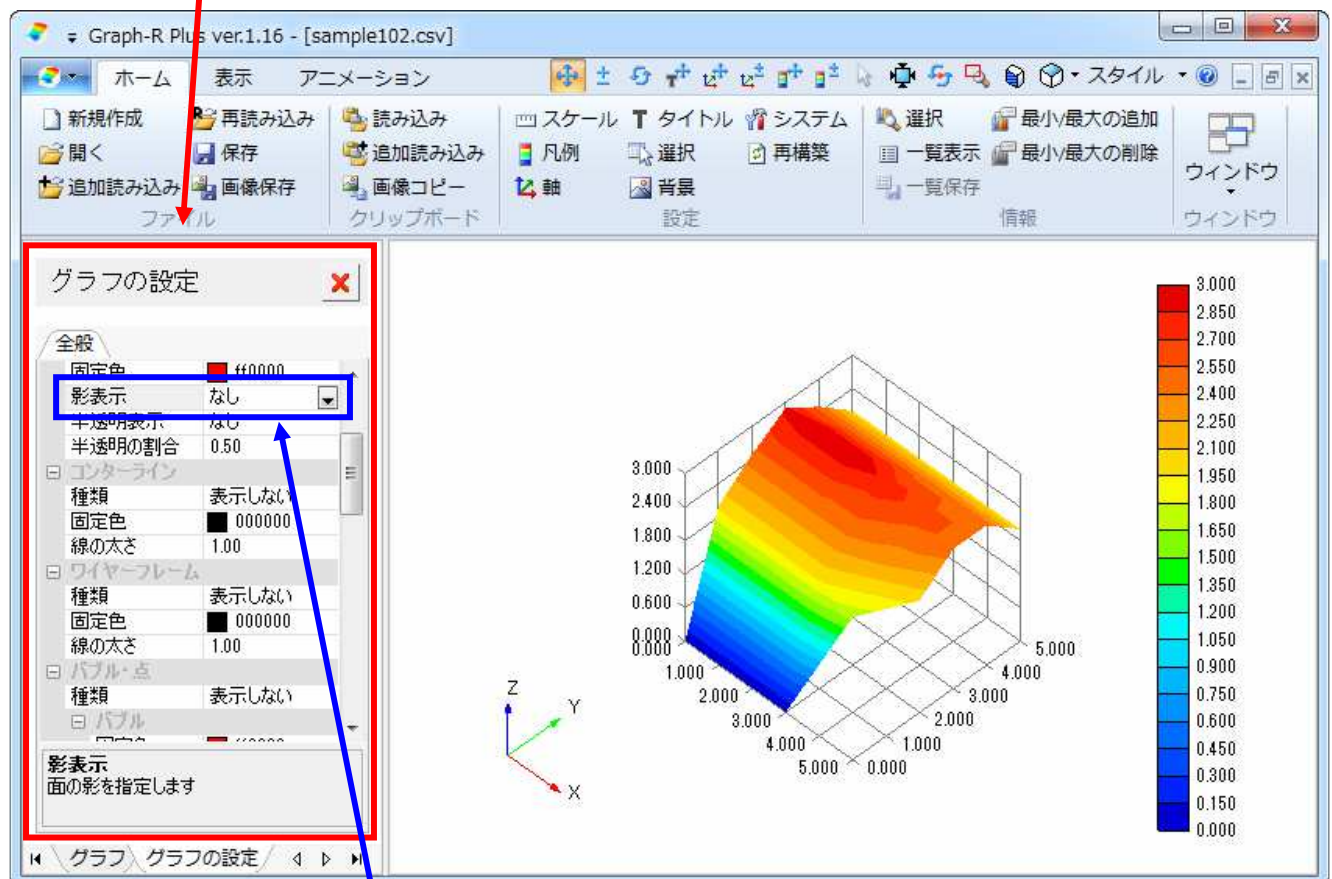 Graph-R Plus ver.1.16 - [sample102.csv]
ホーム 表示 アニメーション スタイル
新規作成 再読み込み 読み込み スケール T タイトル システム 選択 最小/最大の追加
開く 保存 追加読み込み 凡例 選択 再構築 一覧表示 最小/最大の削除 ウィンドウ
追加読み込み 画像保存 画像コピー 軸 背景 一覧保存
ファイル クリップボード 設定 情報 ウィンドウ
グラフの設定
全般
固定色 ff0000
影表示 なし
半透明表示 なし
半透明の割合 0.50
コンターライン
種類 表示しない
固定色 000000
線の太さ 1.00
ワイヤーフレーム
種類 表示しない
固定色 000000
線の太さ 1.00
バブル・点
種類 表示しない
バブル
影表示
面の影を指定します
グラフ グラフの設定
3.000
2.400
1.800
1.200
0.600
0.000
0.000
1.000
2.000
3.000
4.000
5.000
0.000
1.000
2.000
3.000
4.000
5.000
Z
Y
X
3.000
2.850
2.700
2.550
2.400
2.250
2.100
1.950
1.800
1.650
1.500
1.350
1.200
1.050
0.900
0.750
0.600
0.450
0.300
0.150
0.000